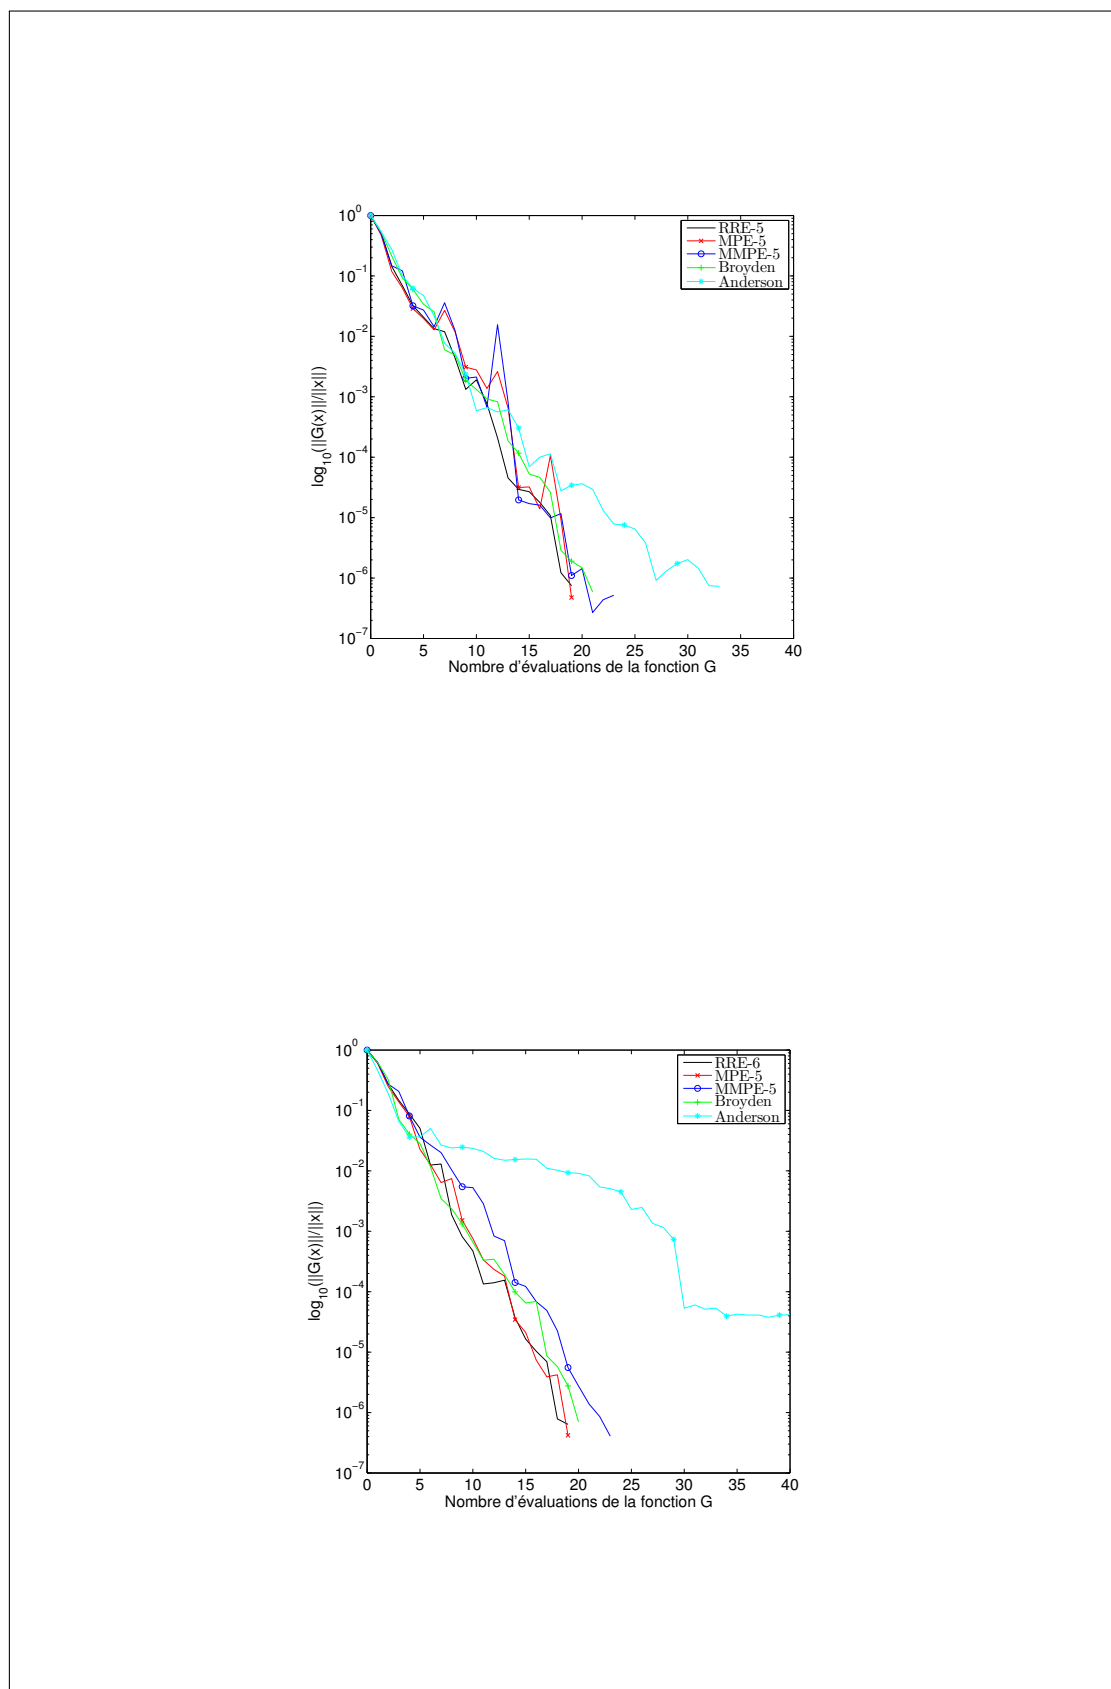 10^0
10^−1
10^−2
10^−3
10^−4
10^−5
10^−6
10^−7
log_10(||G(x)||/||x||)
RRE-5
MPE-5
MMPE-5
Broyden
Anderson
0 5 10 15 20 25 30 35 40
Nombre d'évaluations de la fonction G
10^0
10^−1
10^−2
10^−3
10^−4
10^−5
10^−6
10^−7
log_10(||G(x)||/||x||)
RRE-6
MPE-5
MMPE-5
Broyden
Anderson
0 5 10 15 20 25 30 35 40
Nombre d'évaluations de la fonction G